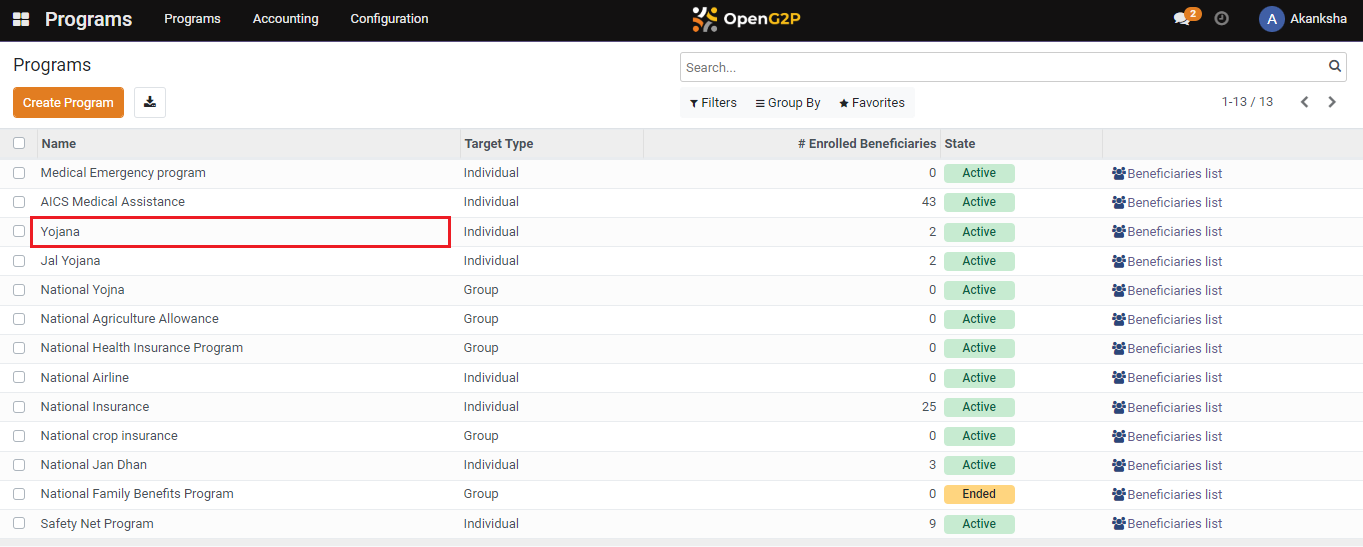 Programs Programs Accounting Configuration OpenG2P 2 A Akanksha
Programs Search...
Create Program Filters Group By Favorites 1-13 / 13
Name Target Type # Enrolled Beneficiaries State
Medical Emergency program Individual 0 Active Beneficiaries list
AICS Medical Assistance Individual 43 Active Beneficiaries list
Yojana Individual 2 Active Beneficiaries list
Jal Yojana Individual 2 Active Beneficiaries list
National Yojna Group 0 Active Beneficiaries list
National Agriculture Allowance Group 0 Active Beneficiaries list
National Health Insurance Program Group 0 Active Beneficiaries list
National Airline Individual 0 Active Beneficiaries list
National Insurance Individual 25 Active Beneficiaries list
National crop insurance Group 0 Active Beneficiaries list
National Jan Dhan Individual 3 Active Beneficiaries list
National Family Benefits Program Group 0 Ended Beneficiaries list
Safety Net Program Individual 9 Active Beneficiaries list